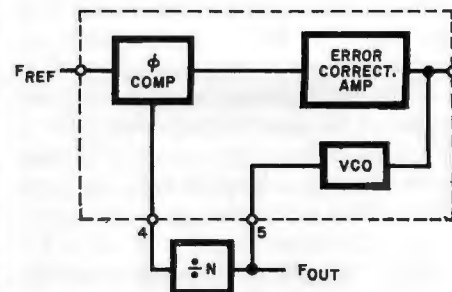 φ
COMP
ERROR
CORRECT.
AMP
FREF
VCO
4
5
÷ N
FOUT